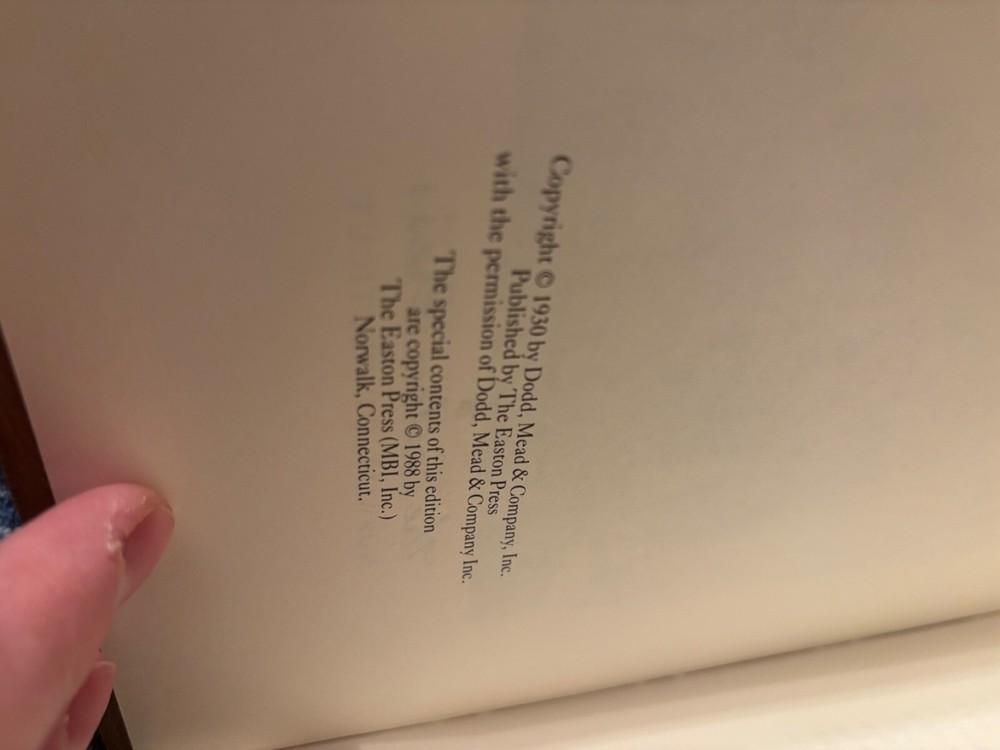 Copyright © 1930 by Dodd, Mead & Company, Inc.
Published by The Easton Press
with the permission of Dodd, Mead & Company Inc.
The special contents of this edition
are copyright © 1988 by
The Easton Press (MBI, Inc.)
Norwalk, Connecticut.